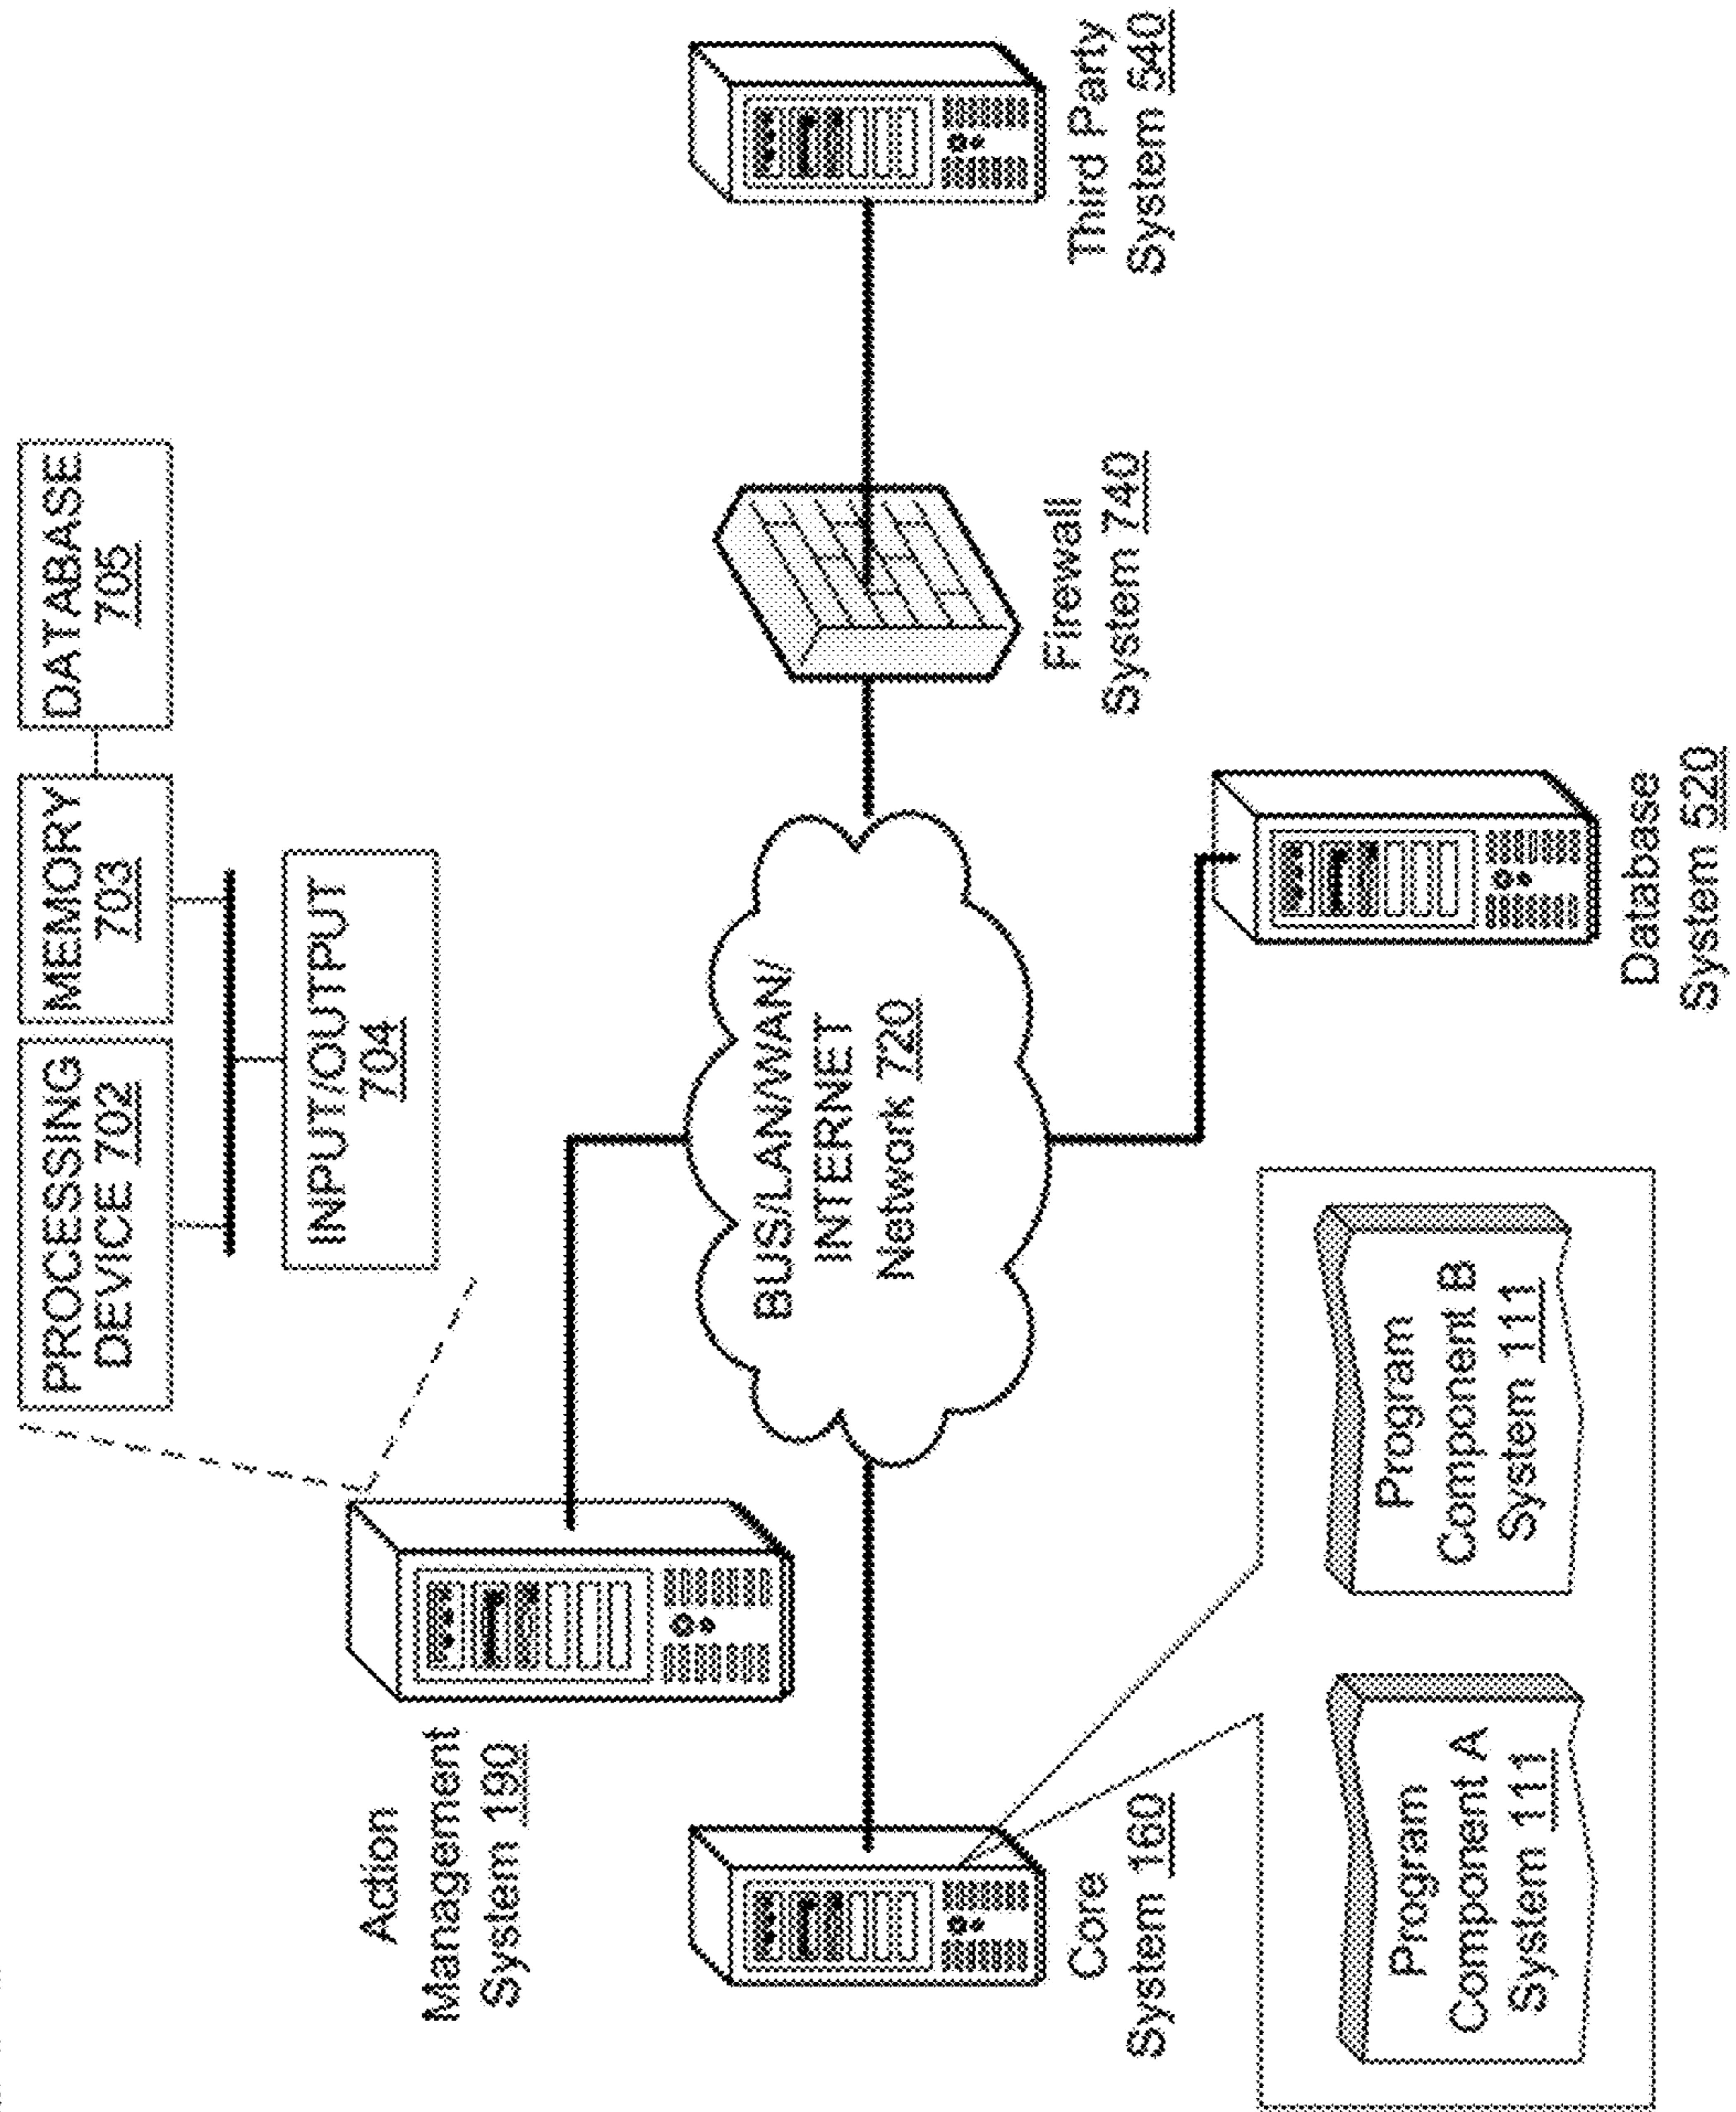 PROCESSING
DEVICE 702
MEMORY
703
DATABASE
705
INPUT/OUTPUT
704
Action
Management
System 190
BUS/LAN/WAN/
INTERNET
Network 720
Core
System 160
Firewall
System 740
Third Party
System 540
Database
System 520
Program
Component A
System 111
Program
Component B
System 111